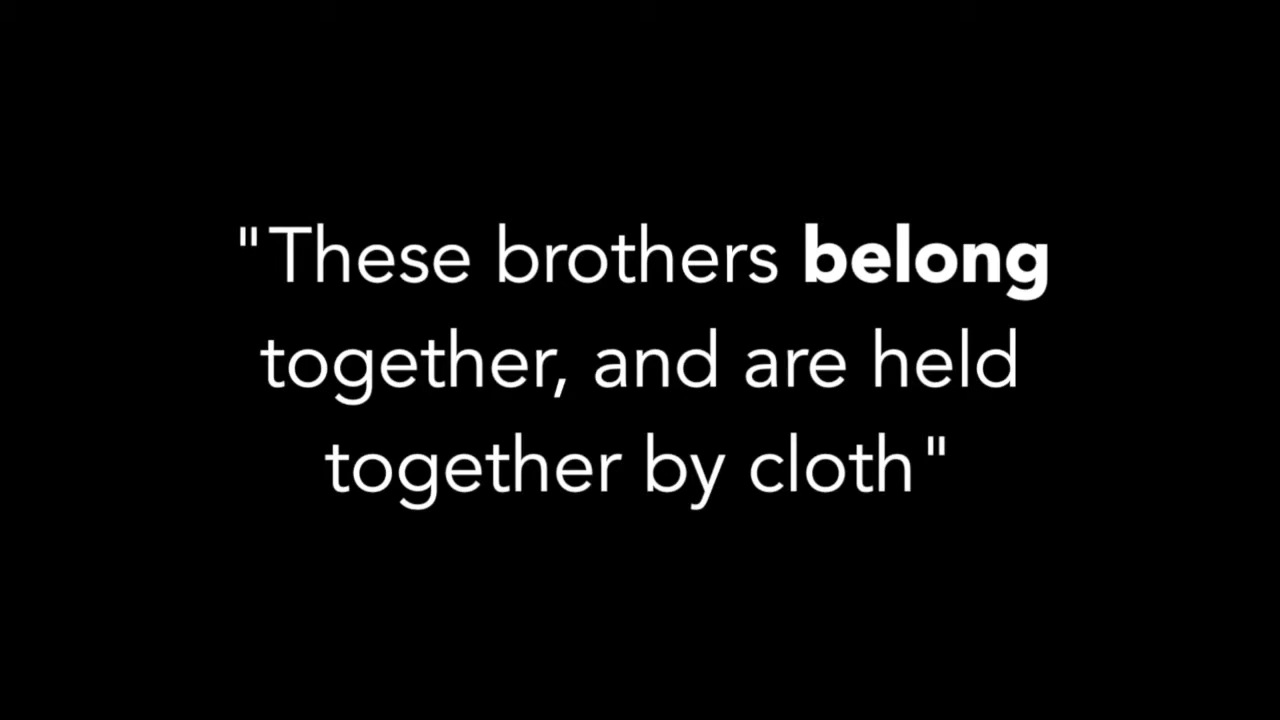 "These brothers belong
together, and are held
together by cloth"